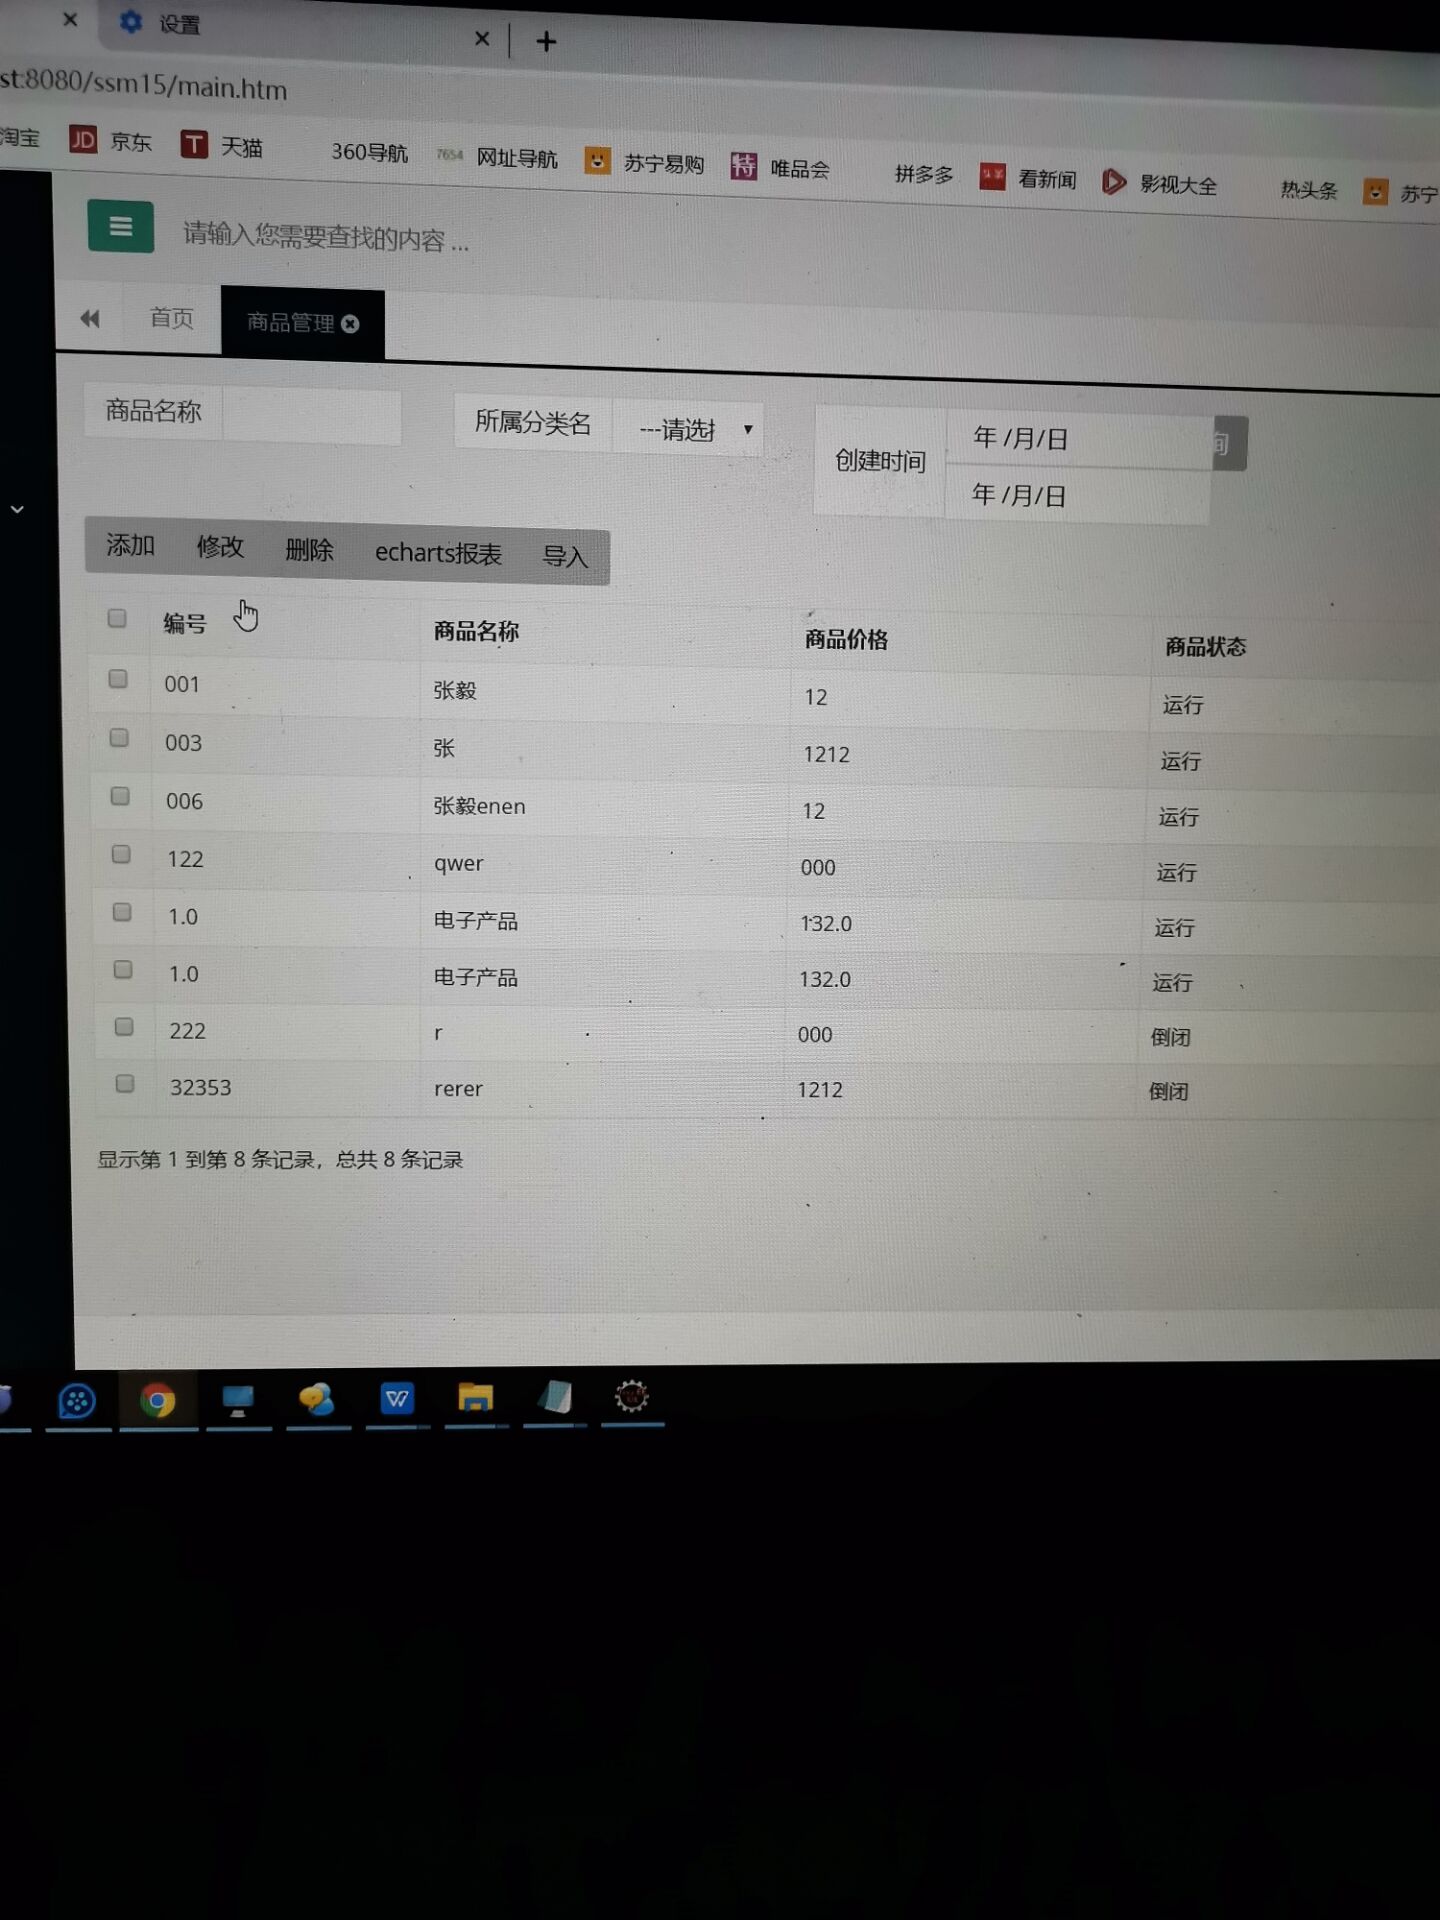 设置
st:8080/ssm15/main.htm
淘宝 JD 京东 T 天猫 360导航 7654 网址导航 苏宁易购 特 唯品会 拼多多 看新闻 影视大全 热头条 苏宁
请输入您需要查找的内容 ...
首页 商品管理
商品名称 所属分类名 ---请选择 创建时间 年 /月/日
年 /月/日
添加 修改 删除 echarts报表 导入
编号 商品名称 商品价格 商品状态
001 张毅 12 运行
003 张 1212 运行
006 张毅enen 12 运行
122 qwer 000 运行
1.0 电子产品 132.0 运行
1.0 电子产品 132.0 运行
222 r 000 倒闭
32353 rerer 1212 倒闭
显示第 1 到第 8 条记录，总共 8 条记录